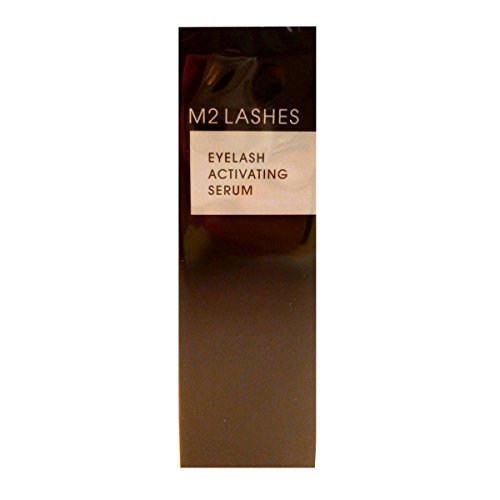 M2 LASHES
EYELASH
ACTIVATING
SERUM